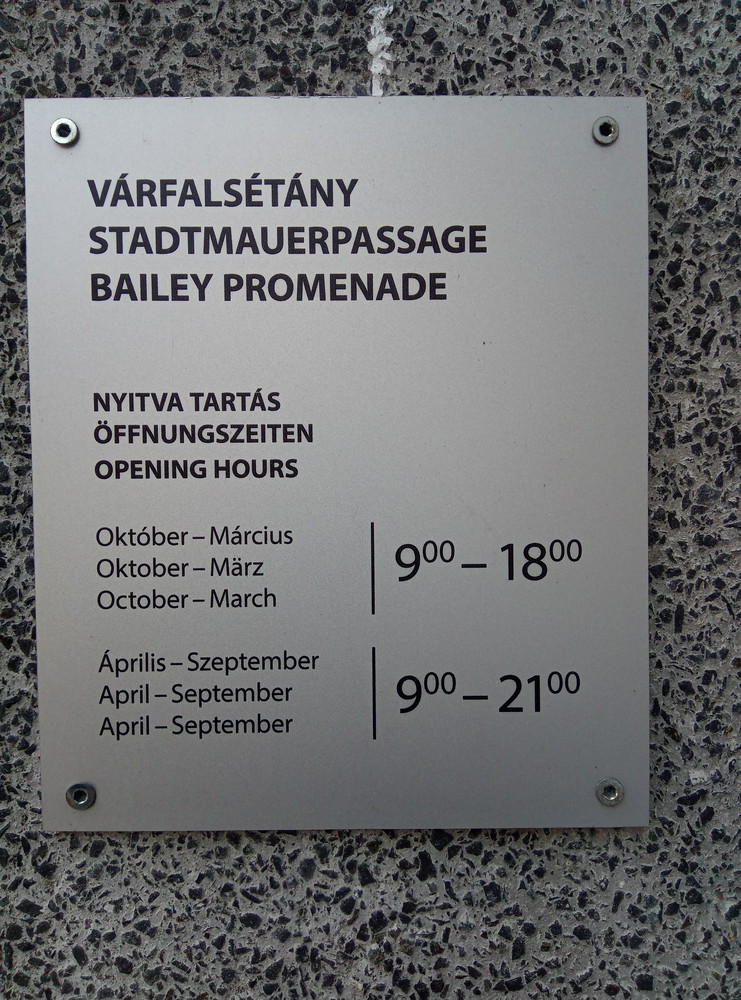 VÁRFALSÉTÁNY
STADTMAUERPASSAGE
BAILEY PROMENADE
NYITVA TARTÁS
ÖFFNUNGSZEITEN
OPENING HOURS
Október – Március
Oktober – März
October – March
9⁰⁰ – 18⁰⁰
Április – Szeptember
April – September
April – September
9⁰⁰ – 21⁰⁰